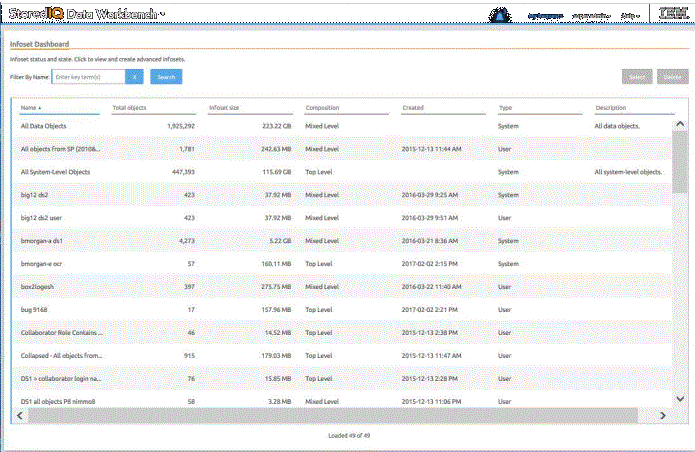 StoredIQ Data Workbench
IBM
Infoset Dashboard
Infoset status and state. Click to view and create advanced infosets.
Filter By Name: Enter key term(s) X Search Select Delete
Name Total objects Infoset size Composition Created Type Description
All Data Objects 1,925,292 223.22 GB Mixed Level System All data objects.
All objects from SP (2010&... 1,781 242.63 MB Mixed Level 2015-12-13 11:44 AM User
All System-Level Objects 447,393 115.69 GB Top Level System All system-level objects.
big12 ds2 423 37.92 MB Mixed Level 2016-03-29 9:25 AM System
big12 ds2 user 423 37.92 MB Mixed Level 2016-03-29 9:51 AM User
bmorgan-a ds1 4,273 5.22 GB Mixed Level 2016-03-21 8:36 AM System
bmorgan-e ocr 57 160.11 MB Top Level 2017-02-02 2:15 PM System
box2logesh 397 275.75 MB Mixed Level 2016-03-22 11:40 AM User
bug 9168 17 157.96 MB Top Level 2017-02-02 2:21 PM User
Collaborator Role Contains ... 46 14.52 MB Top Level 2015-12-13 2:38 PM User
Collapsed - All objects from... 915 179.03 MB Top Level 2015-12-13 11:47 AM User
DS1 > collaborator login na... 76 15.85 MB Top Level 2015-12-13 2:28 PM User
DS1 all objects P8 nimmo8 58 3.28 MB Mixed Level 2015-12-13 11:06 PM User
Loaded 49 of 49